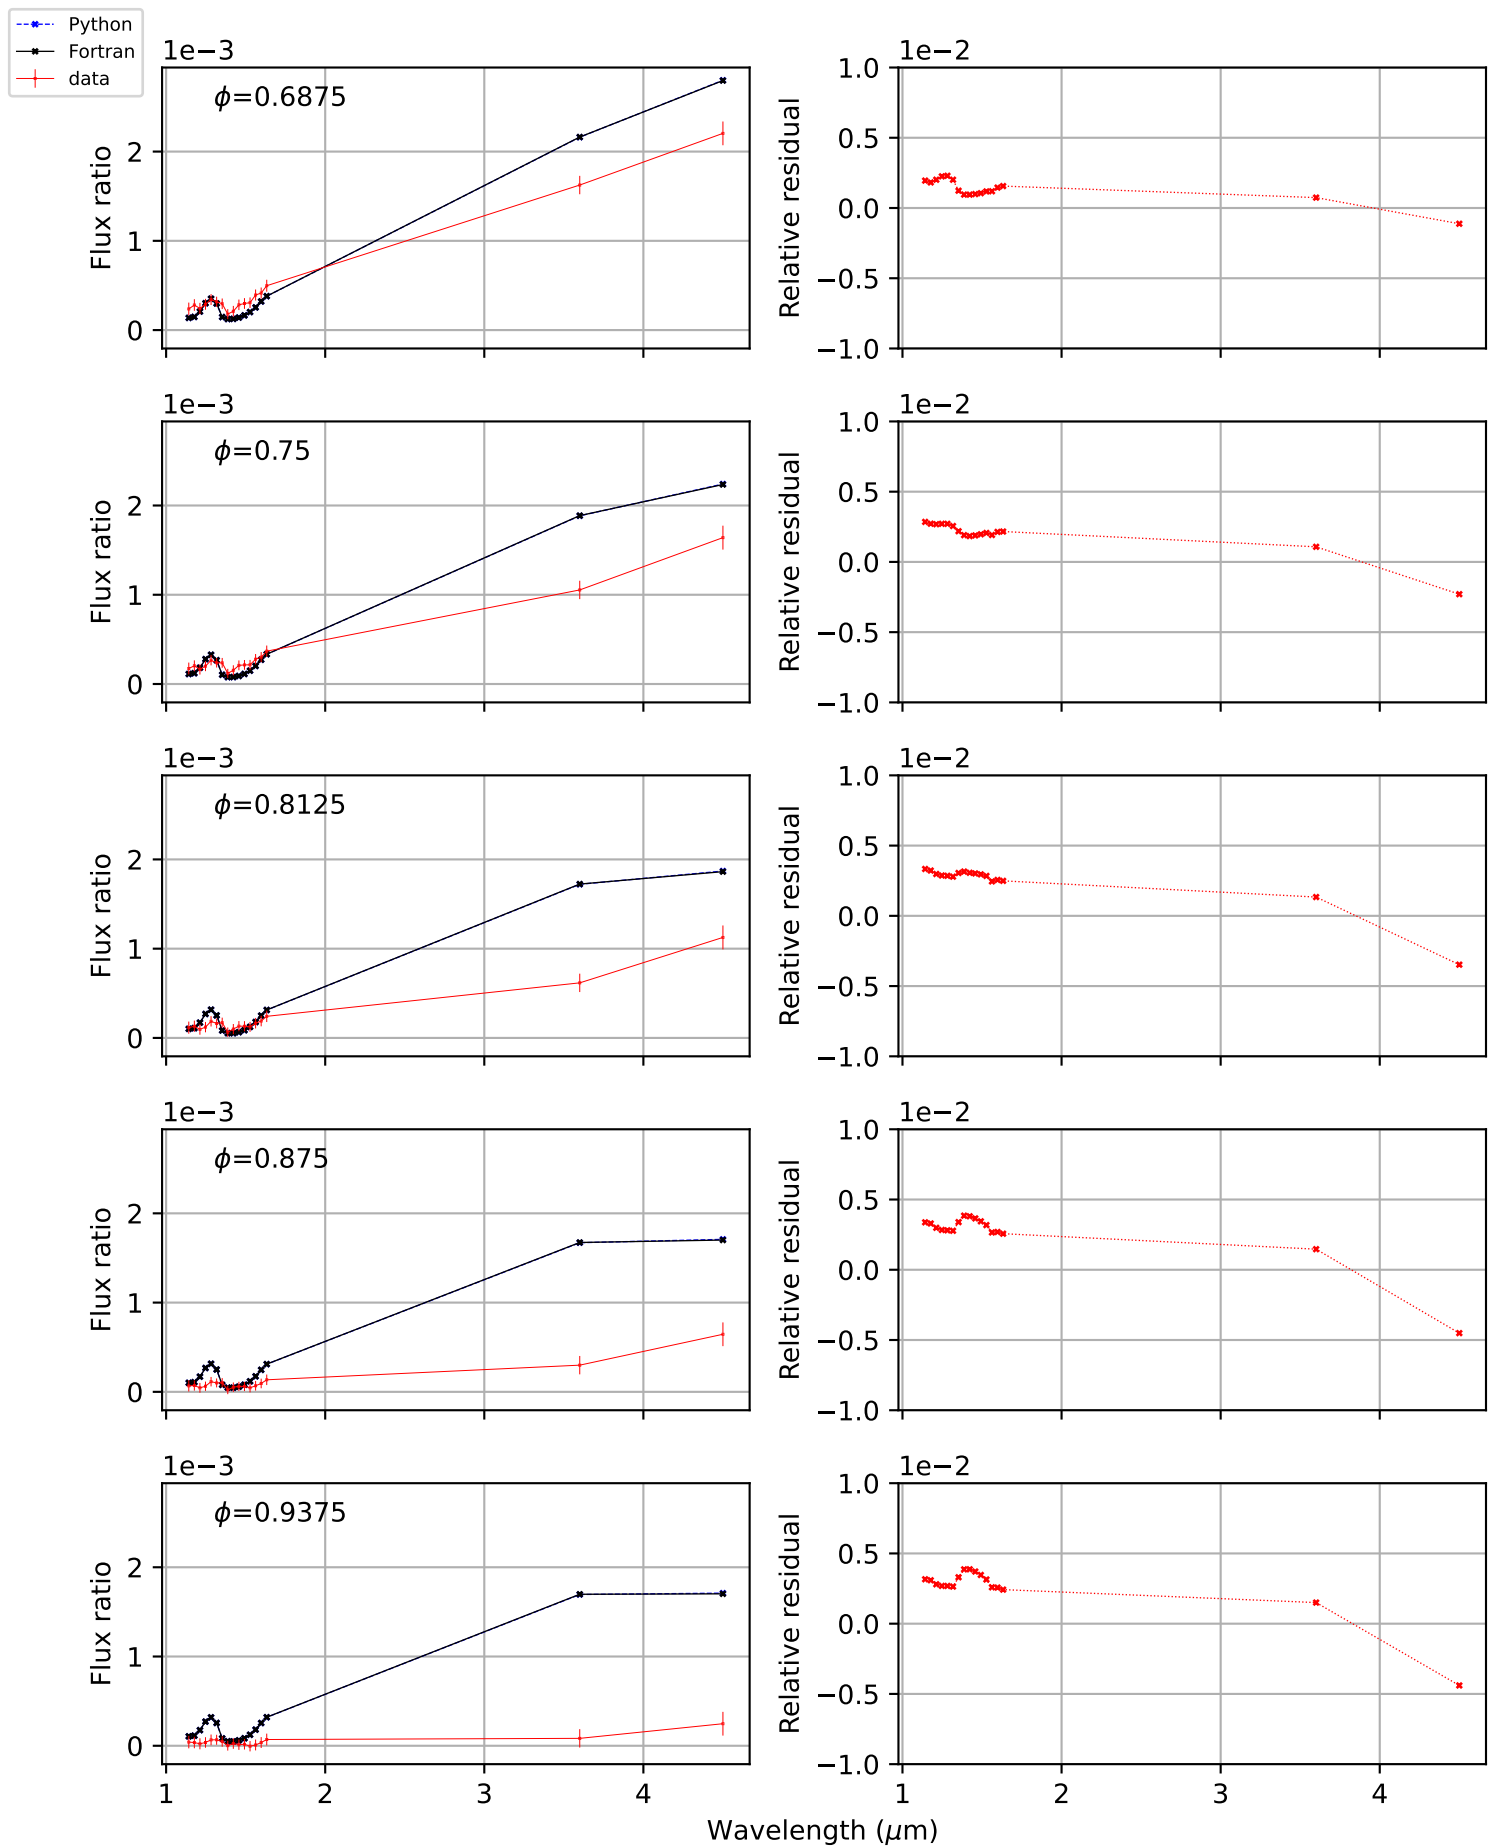 Python
Fortran
data
1e−3
1e−2
ϕ=0.6875
Flux ratio
2
1
0
Relative residual
1.0
0.5
0.0
−0.5
−1.0
1e−3
1e−2
ϕ=0.75
Flux ratio
2
1
0
Relative residual
1.0
0.5
0.0
−0.5
−1.0
1e−3
1e−2
ϕ=0.8125
Flux ratio
2
1
0
Relative residual
1.0
0.5
0.0
−0.5
−1.0
1e−3
1e−2
ϕ=0.875
Flux ratio
2
1
0
Relative residual
1.0
0.5
0.0
−0.5
−1.0
1e−3
1e−2
ϕ=0.9375
Flux ratio
2
1
0
Relative residual
1.0
0.5
0.0
−0.5
−1.0
1 2 3 4
1 2 3 4
Wavelength (μm)